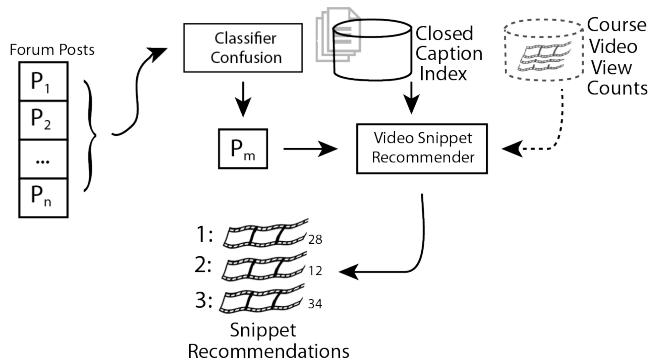 Forum Posts
P1
P2
...
Pn
Classifier
Confusion
Pm
Closed
Caption
Index
Course
Video
View
Counts
Video Snippet
Recommender
1: 28
2: 12
3: 34
Snippet
Recommendations